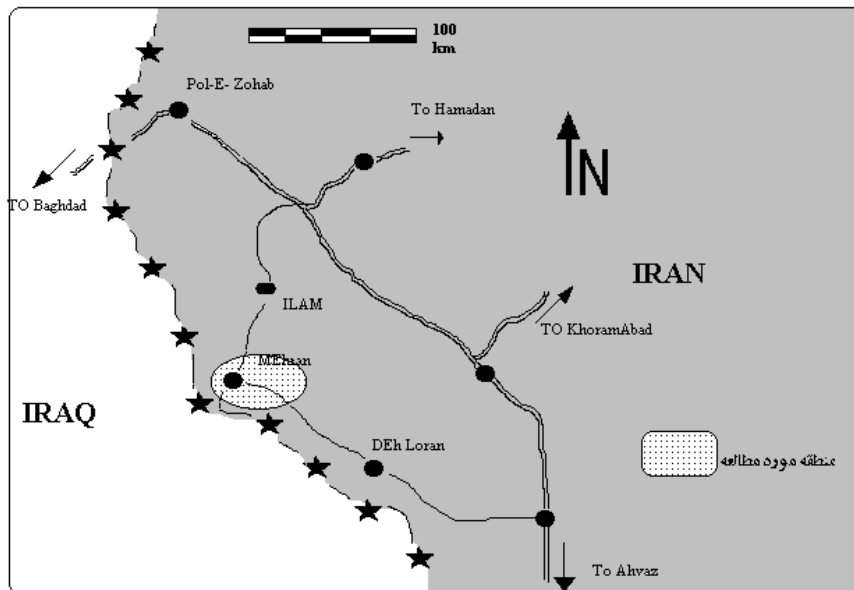 100
km
Pol-E- Zohab
To Hamadan
N
TO Baghdad
IRAN
ILAM
TO KhoramAbad
MEhran
IRAQ
DEh Loran
منطقه مورد مطالعه
To Ahvaz